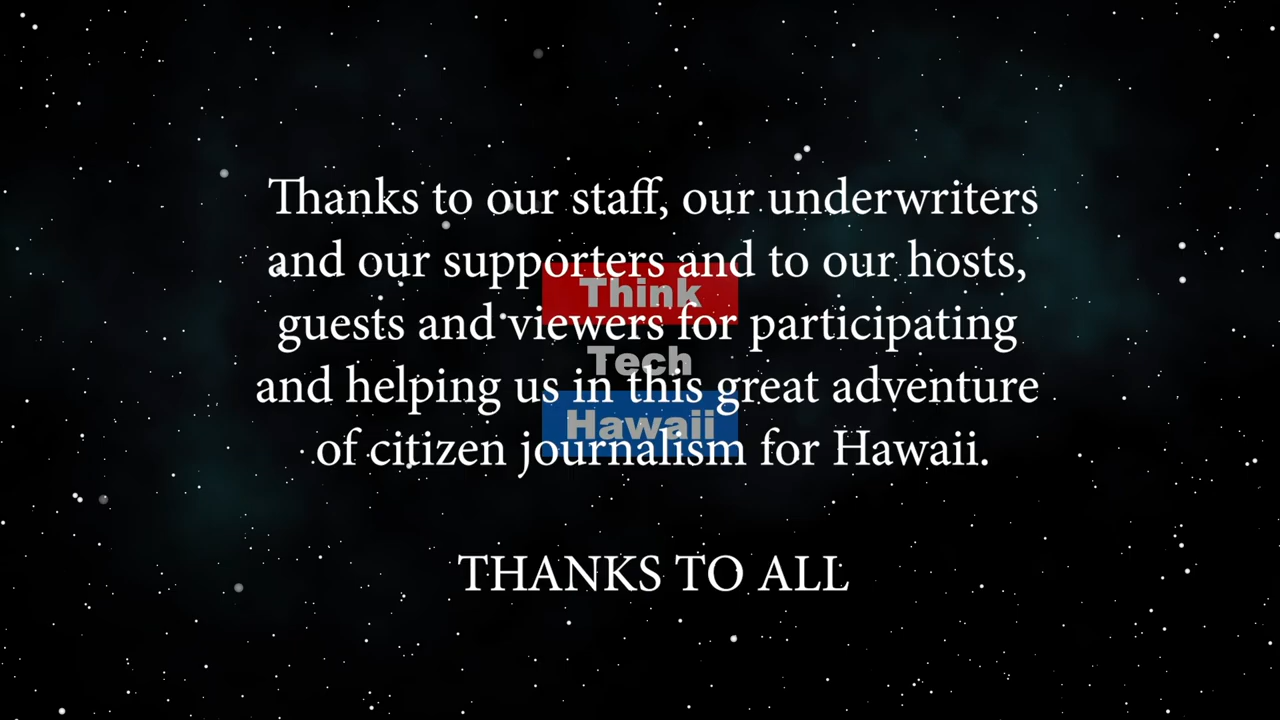 Thanks to our staff, our underwriters
and our supporters and to our hosts,
Think
guests and viewers for participating
Tech
and helping us in this great adventure
Hawaii
of citizen journalism for Hawaii.
THANKS TO ALL